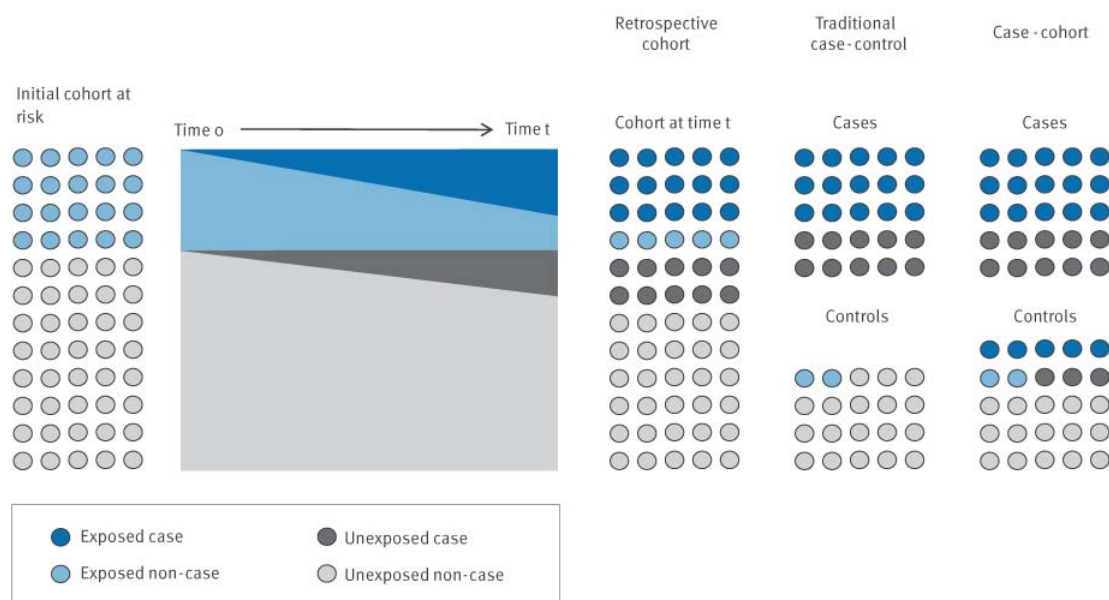 Retrospective
cohort
Traditional
case-control
Case-cohort
Initial cohort at
risk
Time o
Time t
Cohort at time t
Cases
Cases
Controls
Controls
Exposed case
Unexposed case
Exposed non-case
Unexposed non-case